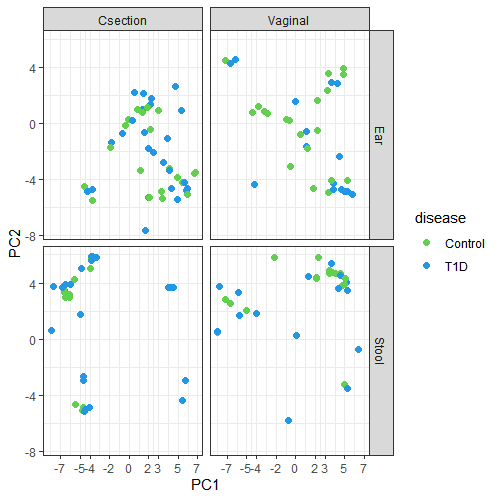 Csection Vaginal
4
0
-4
-8
Ear
4
0
-4
-8
Stool
PC2
-7 -5-4 -2 0 2 3 5 7
-7 -5-4 -2 0 2 3 5 7
PC1
disease
Control
T1D